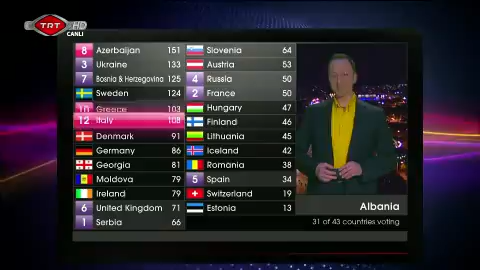 TRT HD
CANLI
8 Azerbaijan 151
3 Ukraine 133
7 Bosnia & Herzegovina 125
Sweden 124
10 Greece 103
12 Italy 108
Denmark 91
Germany 86
Georgia 81
Moldova 79
Ireland 79
6 United Kingdom 71
1 Serbia 66
Slovenia 64
Austria 53
4 Russia 50
2 France 50
Hungary 47
Finland 46
Lithuania 45
Iceland 42
Romania 38
5 Spain 34
Switzerland 19
Estonia 13
Albania
31 of 43 countries voting